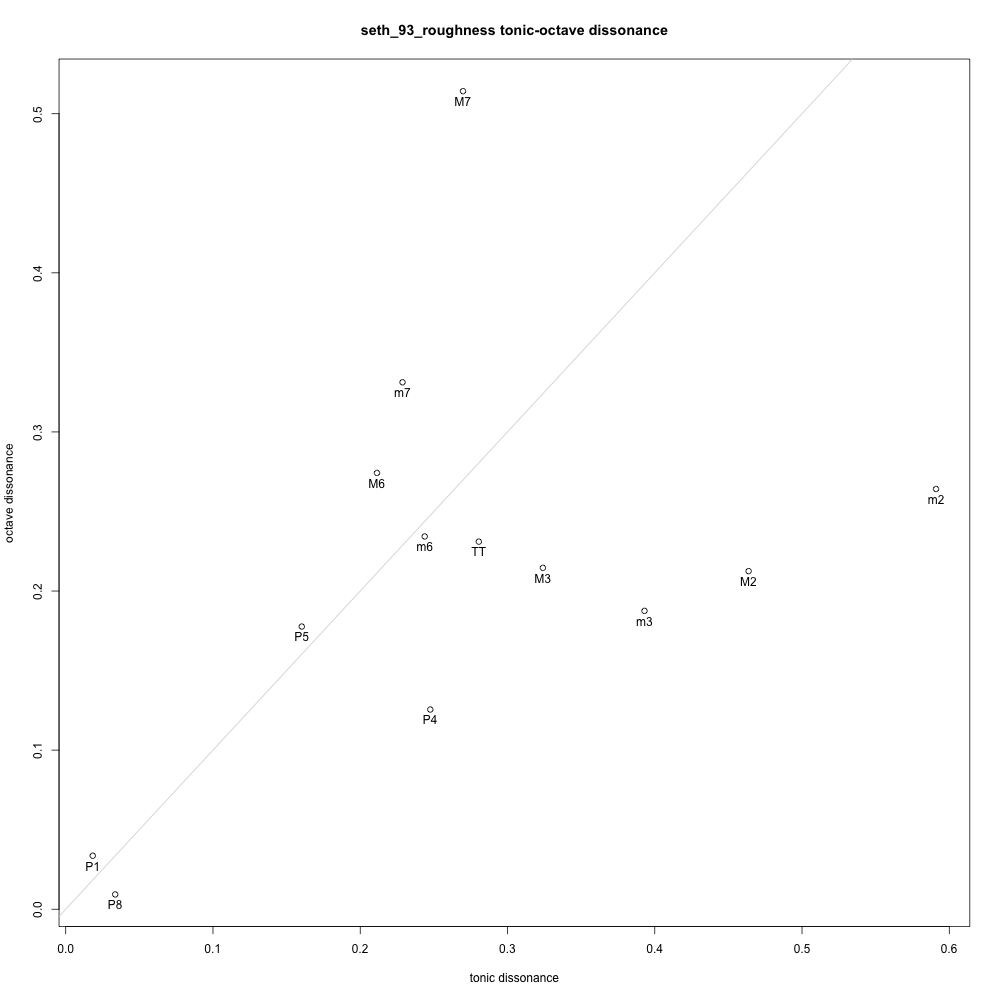 seth_93_roughness tonic-octave dissonance
M7
m7
M6
m2
m6
TT
M3
M2
m3
P5
P4
P1
P8
0.5
0.4
0.3
0.2
0.1
0.0
octave dissonance
0.0 0.1 0.2 0.3 0.4 0.5 0.6
tonic dissonance